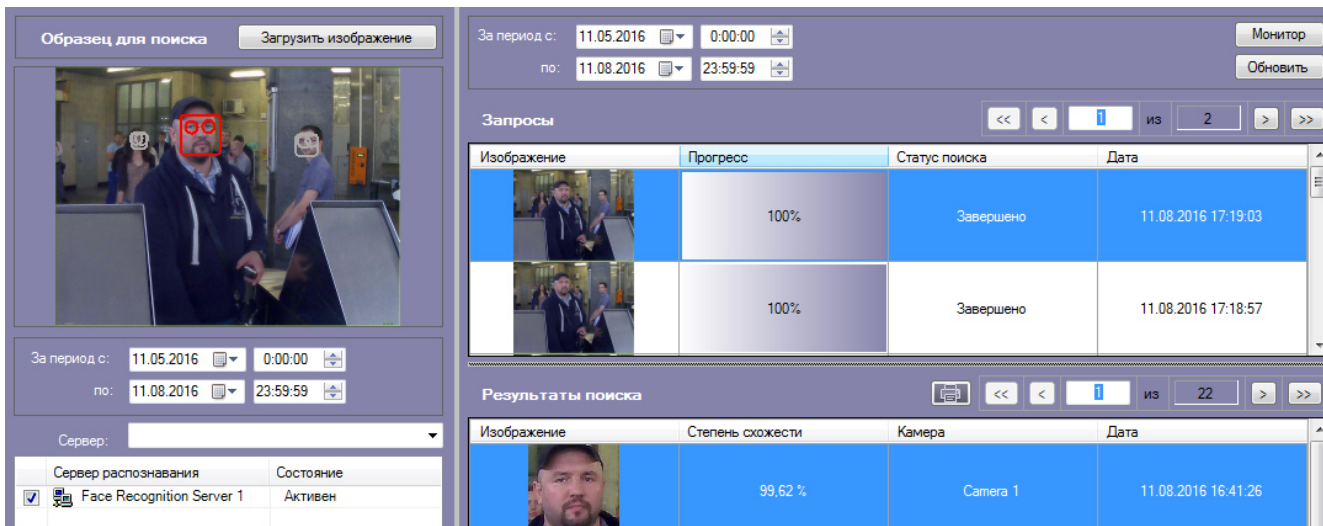 Образец для поиска
Загрузить изображение
За период с: 11.05.2016 0:00:00
по: 11.08.2016 23:59:59
Сервер:
Сервер распознавания Состояние
Face Recognition Server 1 Активен
За период с: 11.05.2016 0:00:00
по: 11.08.2016 23:59:59
Монитор
Обновить
Запросы << < 1 из 2 > >>
Изображение Прогресс Статус поиска Дата
100% Завершено 11.08.2016 17:19:03
100% Завершено 11.08.2016 17:18:57
Результаты поиска << < 1 из 22 > >>
Изображение Степень схожести Камера Дата
99,62 % Camera 1 11.08.2016 16:41:26